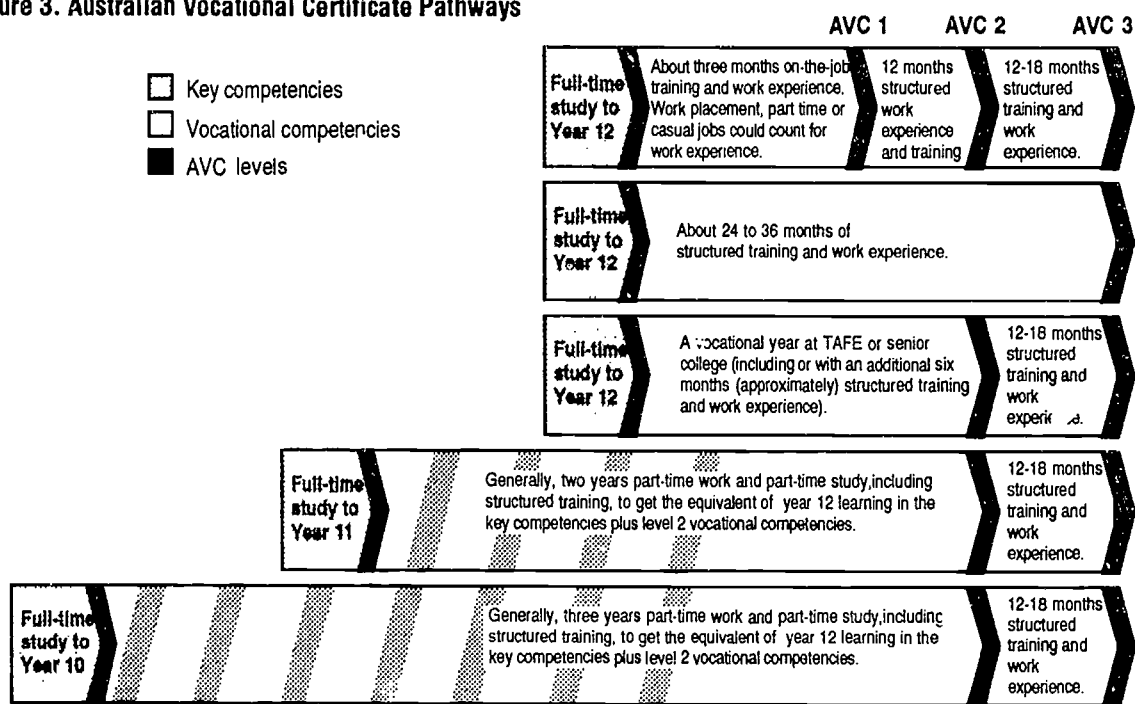 ure 3. Australian Vocational Certificate Pathways
AVC 1 AVC 2 AVC 3
Key competencies
Vocational competencies
AVC levels
Full-time
study to
Year 12
About three months on-the-job
training and work experience.
Work placement, part time or
casual jobs could count for
work experience.
12 months
structured
work
experience
and training
12-18 months
structured
training and
work
experience.
Full-time
study to
Year 12
About 24 to 36 months of
structured training and work experience.
Full-time
study to
Year 12
A vocational year at TAFE or senior
college (including or with an additional six
months (approximately) structured training
and work experience).
12-18 months
structured
training and
work
Full-time
study to
Year 11
Generally, two years part-time work and part-time study,including
structured training, to get the equivalent of year 12 learning in the
key competencies plus level 2 vocational competencies.
12-18 months
structured
training and
work
experience.
Full-time
study to
Year 10
Generally, three years part-time work and part-time study,including
structured training, to get the equivalent of year 12 learning in the
key competencies plus level 2 vocational competencies.
12-18 months
structured
training and
work
experience.